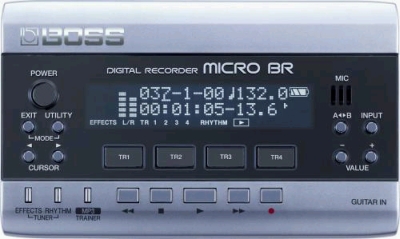 BOSS
DIGITAL RECORDER MICRO BR
POWER
037-1-00♩132.0
00:01:05-13.6
EFFECTS L/R TR 1 2 3 4 RHYTHM
MIC
EXIT UTILITY
MODE
CURSOR
A◄►B INPUT
VALUE
TR1 TR2 TR3 TR4
EFFECTS RHYTHM MP3
TUNER TRAINER
GUITAR IN